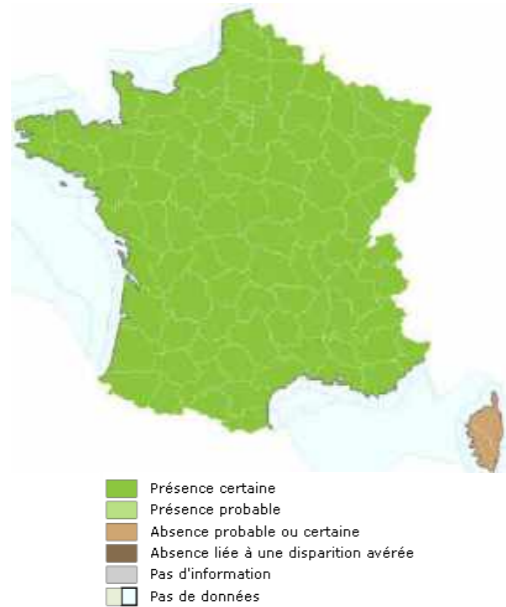 Présence certaine
Présence probable
Absence probable ou certaine
Absence liée à une disparition avérée
Pas d'information
Pas de données